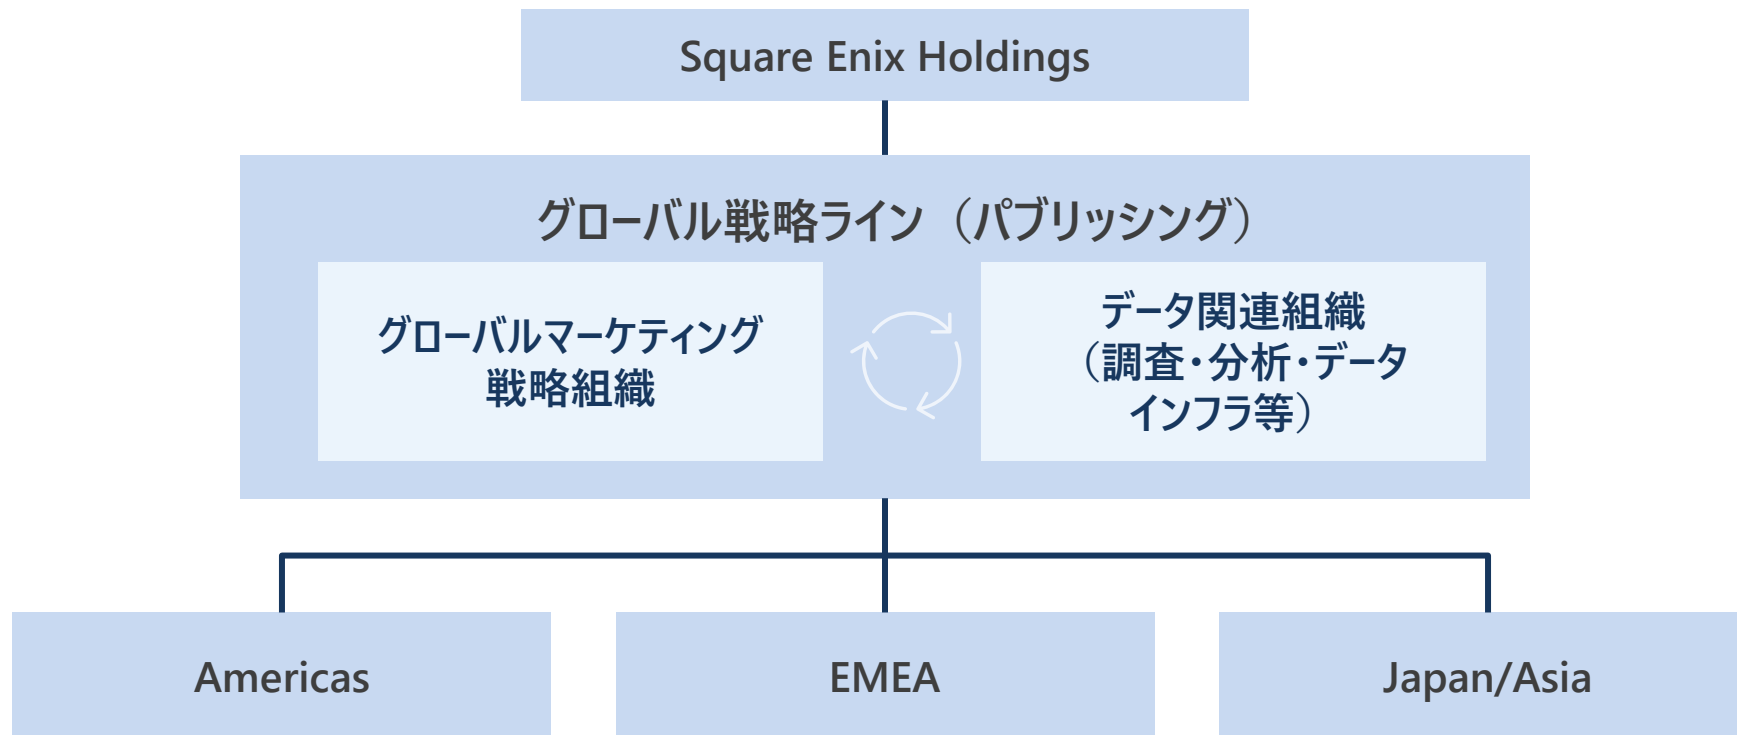 Square Enix Holdings
グローバル戦略ライン（パブリッシング）
グローバルマーケティング
戦略組織
データ関連組織
（調査・分析・データ
インフラ等）
Americas
EMEA
Japan/Asia